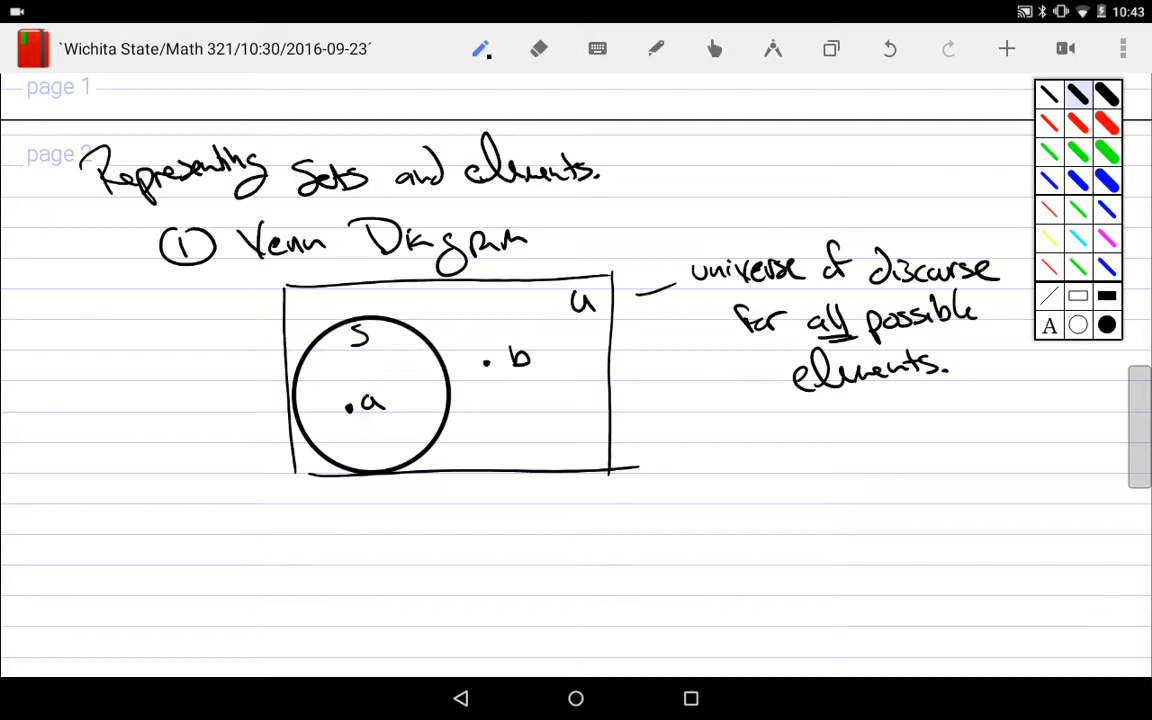 10:43
`Wichita State/Math 321/10:30/2016-09-23´
page 1
page 2
Representing sets and elements.
① Venn Diagram
U
universe of discourse
for all possible
elements.
S
. b
. a
A